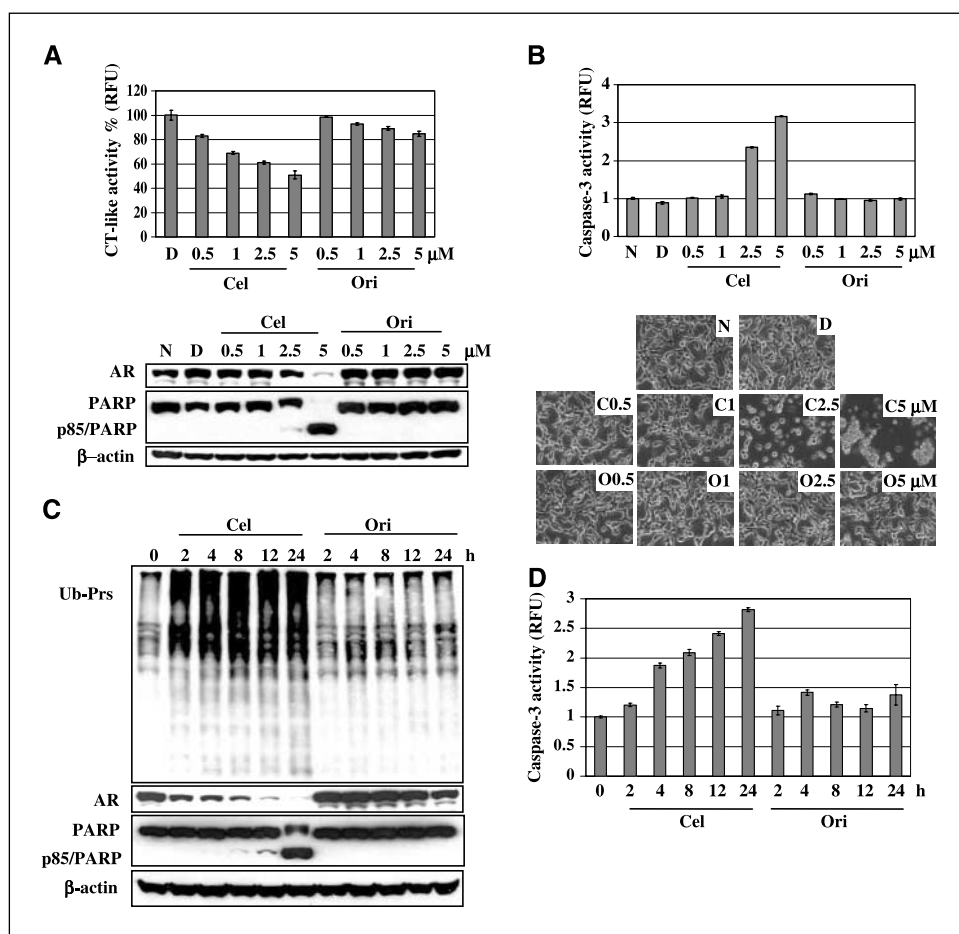 A
CT-like activity % (RFU)
120
100
80
60
40
20
0
D 0.5 1 2.5 5 0.5 1 2.5 5 μM
Cel Ori
Cel Ori
N D 0.5 1 2.5 5 0.5 1 2.5 5 μM
AR
PARP
p85/PARP
β–actin
B
Caspase-3 activity (RFU)
4
3
2
1
0
N D 0.5 1 2.5 5 0.5 1 2.5 5 μM
Cel Ori
N D
C0.5 C1 C2.5 C5 μM
O0.5 O1 O2.5 O5 μM
C
Cel Ori
0 2 4 8 12 24 2 4 8 12 24 h
Ub-Prs
AR
PARP
p85/PARP
β-actin
D
Caspase-3 activity (RFU)
3
2.5
2
1.5
1
0.5
0
0 2 4 8 12 24 2 4 8 12 24 h
Cel Ori